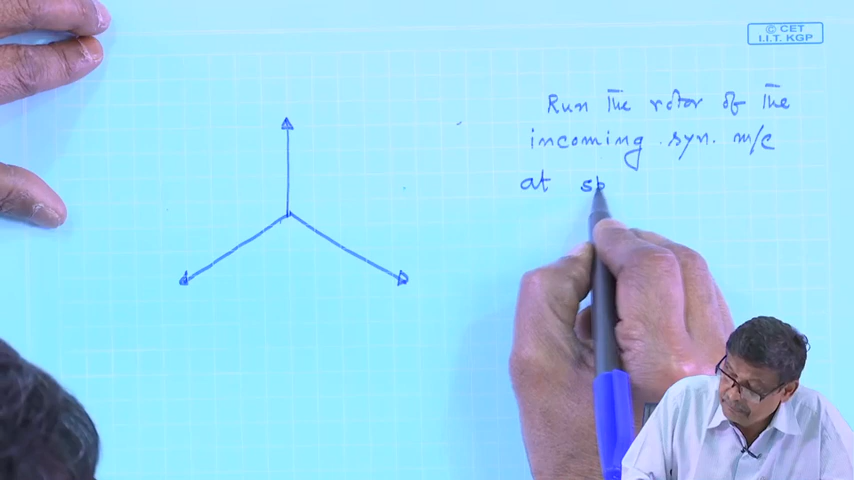 © CET
I.I.T. KGP
Run the rotor of the
incoming syn. m/c
at sp